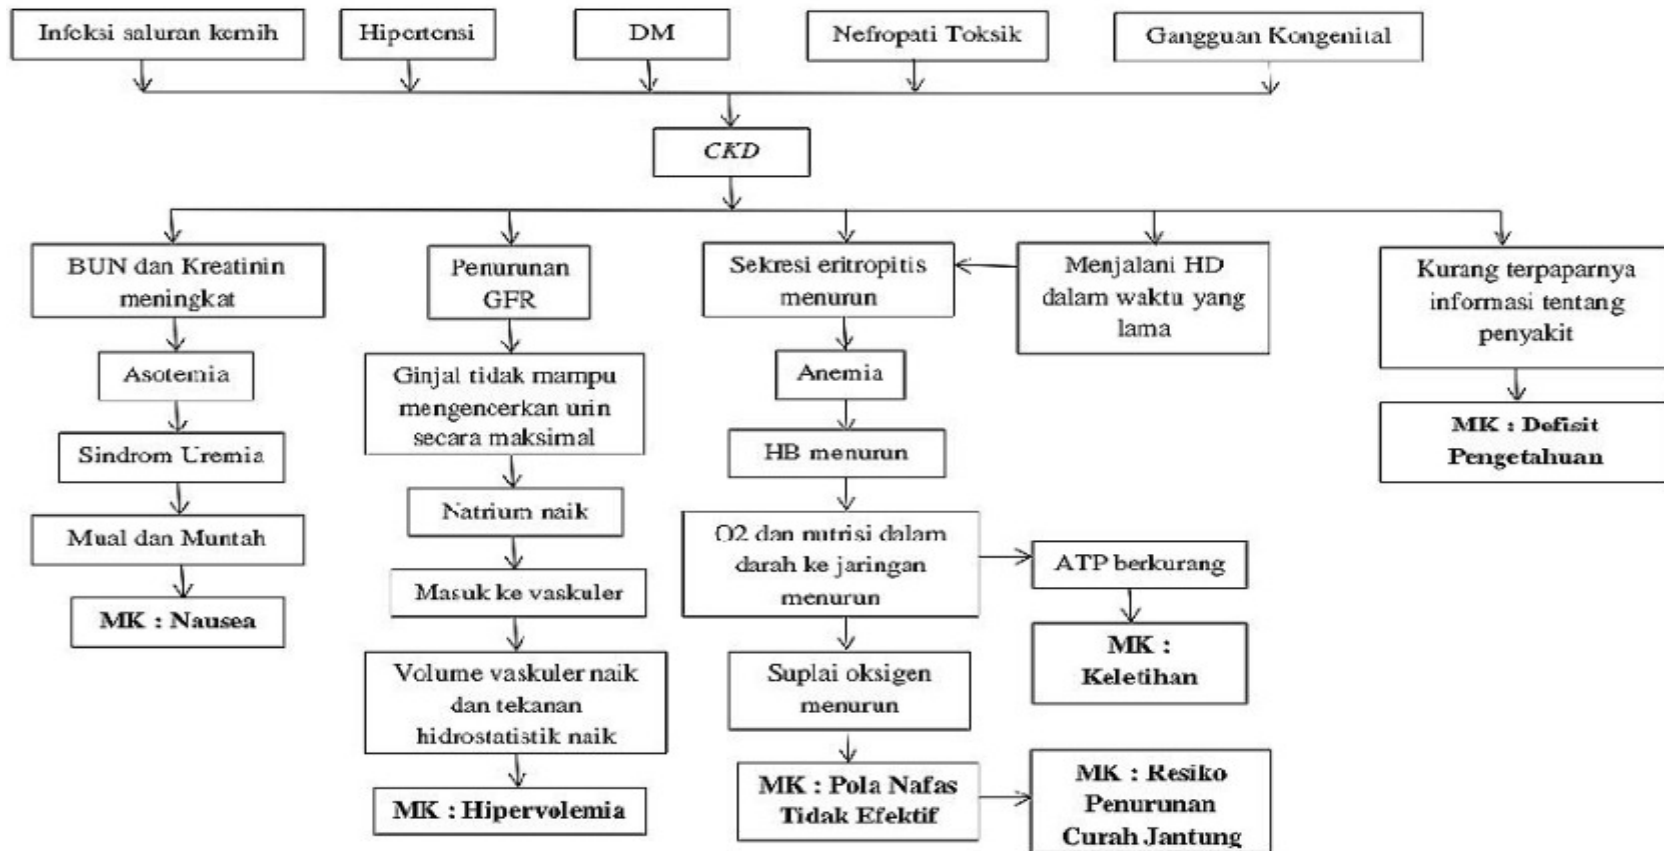 Infeksi saluran kemih
Hipertensi
DM
Nefropati Toksik
Gangguan Kongenital
CKD
BUN dan Kreatinin
meningkat
Penurunan
GFR
Sekresi eritropitis
menurun
Menjalani HD
dalam waktu yang
lama
Kurang terpaparnya
informasi tentang
penyakit
Asotemia
Ginjal tidak mampu
mengencerkan urin
secara maksimal
Anemia
MK : Defisit
Pengetahuan
Sindrom Uremia
HB menurun
Natrium naik
Mual dan Muntah
O2 dan nutrisi dalam
darah ke jaringan
menurun
ATP berkurang
Masuk ke vaskuler
MK : Nausea
MK :
Keletihan
Volume vaskuler naik
dan tekanan
hidrostatistik naik
Suplai oksigen
menurun
MK : Hipervolemia
MK : Pola Nafas
Tidak Efektif
MK : Resiko
Penurunan
Curah Jantung